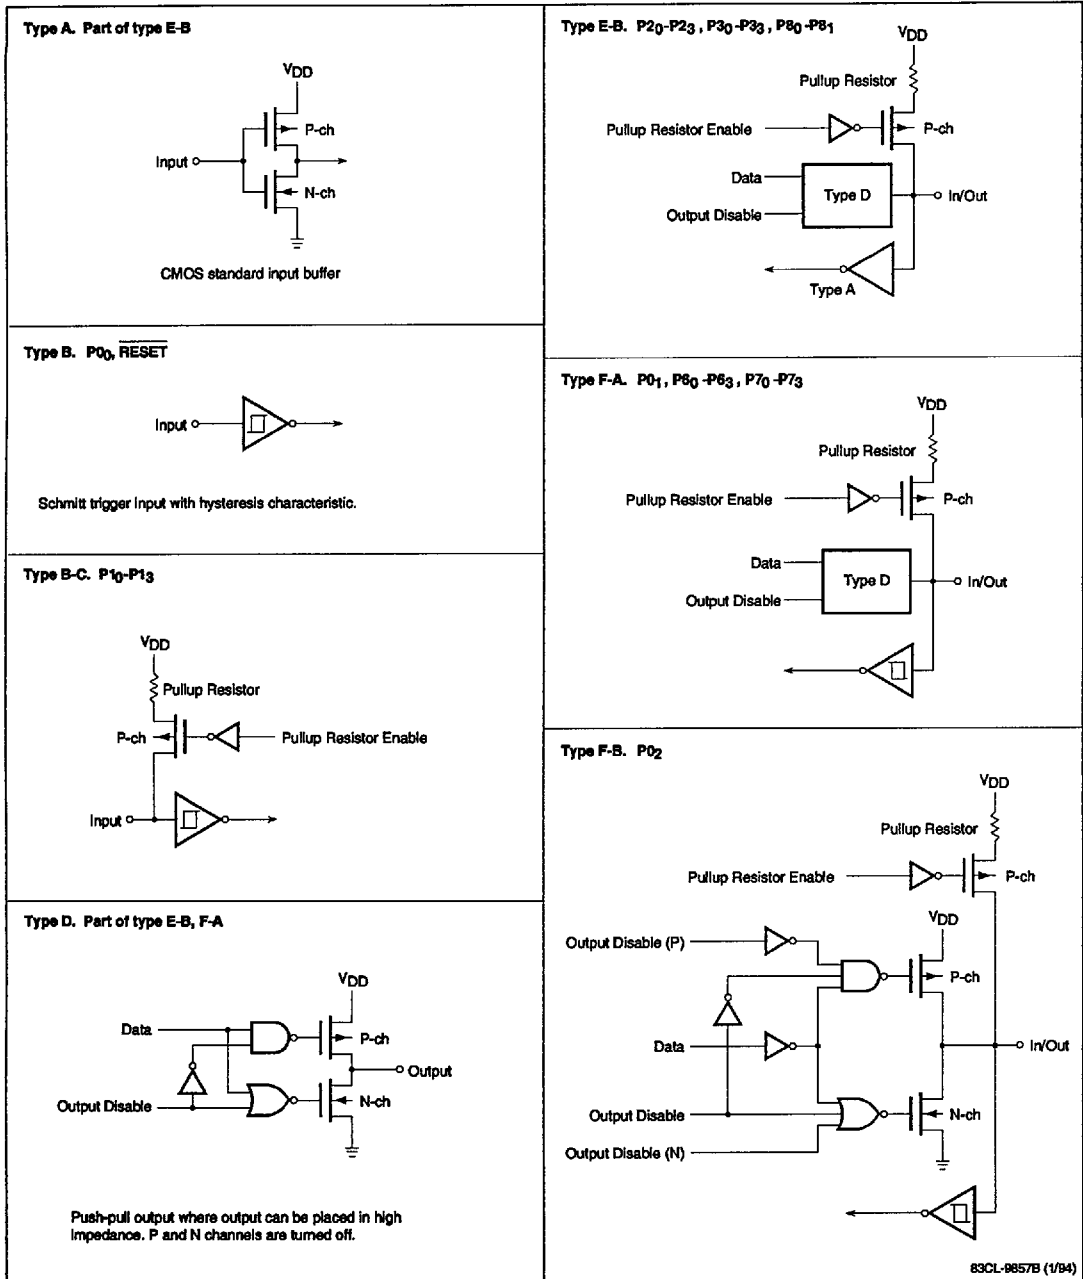 Type A. Part of type E-B
VDD
P-ch
Input
N-ch
CMOS standard input buffer
Type B. P00, RESET
Input
Schmitt trigger input with hysteresis characteristic.
Type B-C. P10-P13
VDD
Pullup Resistor
P-ch
Pullup Resistor Enable
Input
Type D. Part of type E-B, F-A
VDD
Data
P-ch
Output
Output Disable
N-ch
Push-pull output where output can be placed in high
impedance. P and N channels are turned off.
Type E-B. P20-P23, P30-P33, P80-P81
VDD
Pullup Resistor
Pullup Resistor Enable
P-ch
Data
Type D
In/Out
Output Disable
Type A
Type F-A. P01, P60-P63, P70-P73
VDD
Pullup Resistor
Pullup Resistor Enable
P-ch
Data
Type D
In/Out
Output Disable
Type F-B. P02
VDD
Pullup Resistor
Pullup Resistor Enable
P-ch
VDD
Output Disable (P)
P-ch
Data
In/Out
Output Disable
N-ch
Output Disable (N)
83CL-9857B (1/94)